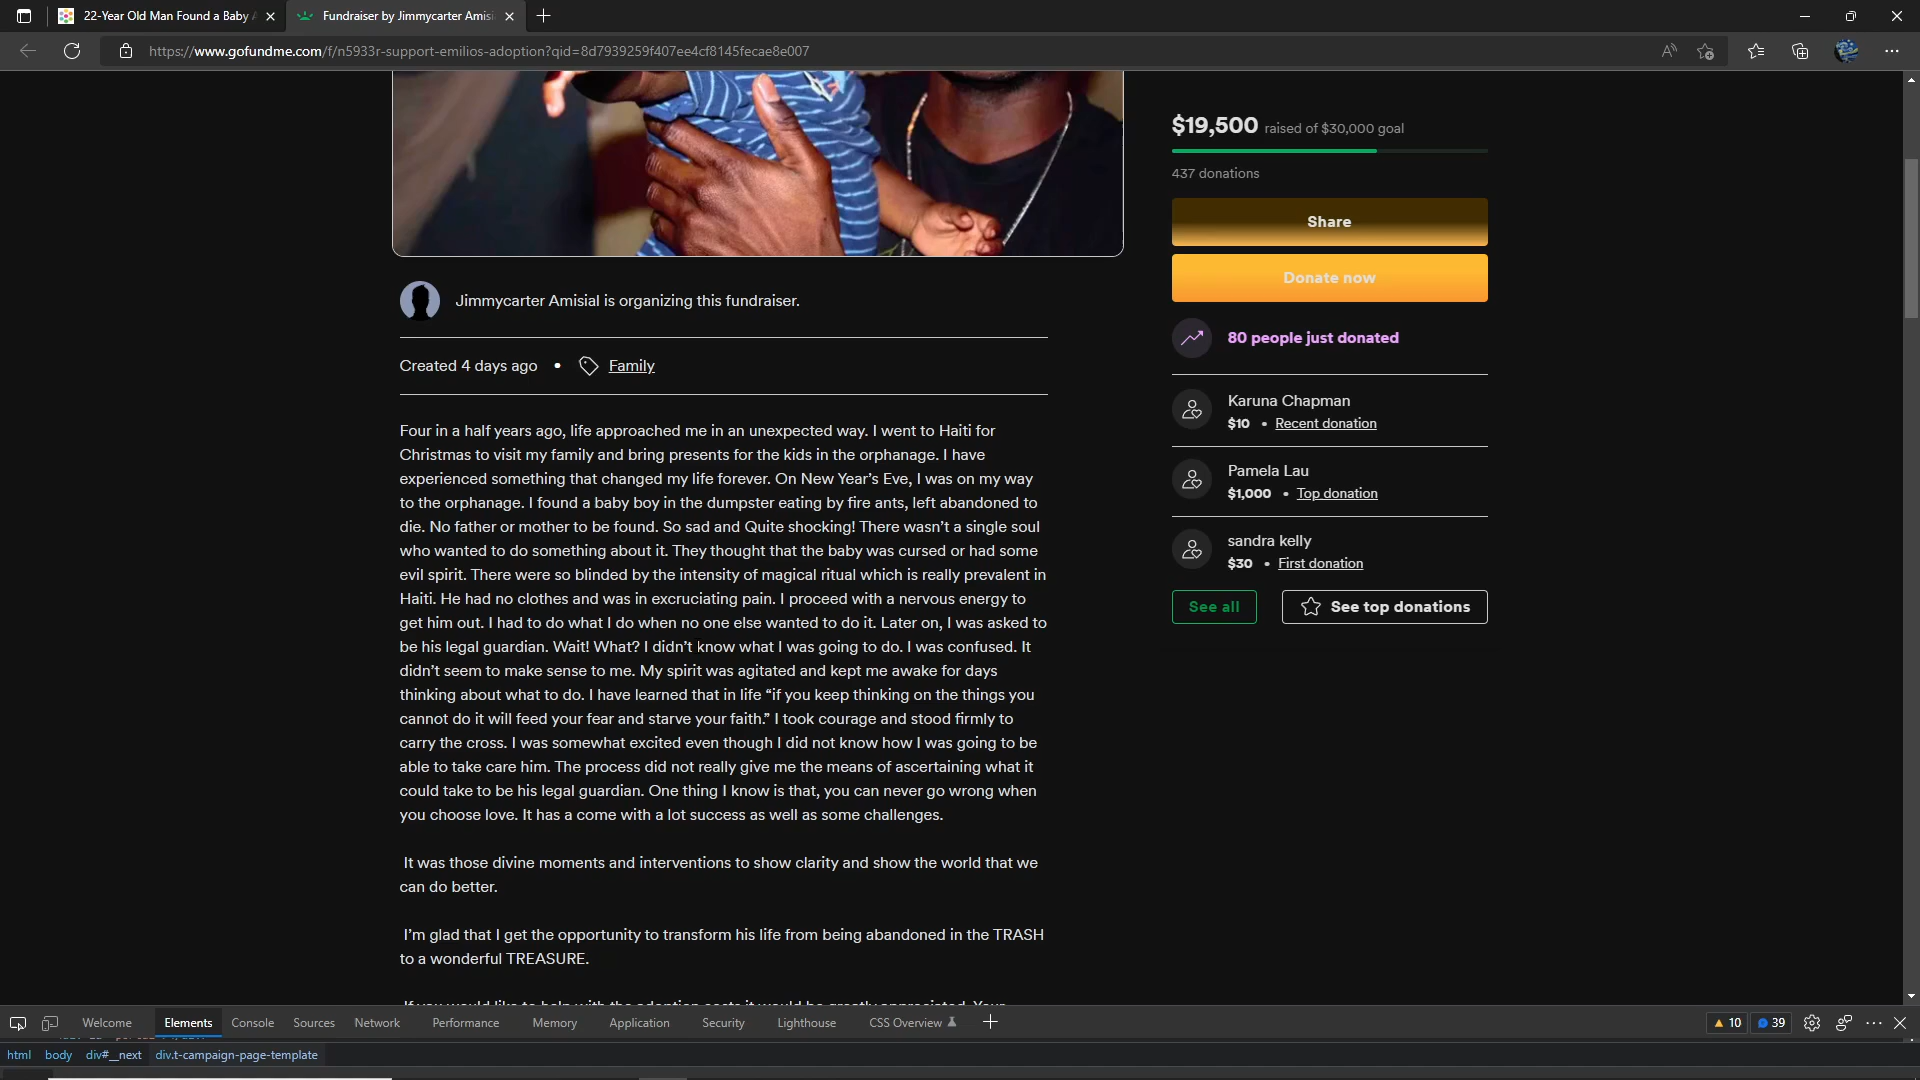 22-Year Old Man Found a Baby
Fundraiser by Jimmycarter Amisi
https://www.gofundme.com/f/n5933r-support-emilios-adoption?qid=8d7939259f407ee4cf8145fecae8e007
$19,500 raised of $30,000 goal
437 donations
Share
Donate now
80 people just donated
Karuna Chapman
$10 • Recent donation
Pamela Lau
$1,000 • Top donation
sandra kelly
$30 • First donation
See all
See top donations
Jimmycarter Amisial is organizing this fundraiser.
Created 4 days ago • Family
Four in a half years ago, life approached me in an unexpected way. I went to Haiti for
Christmas to visit my family and bring presents for the kids in the orphanage. I have
experienced something that changed my life forever. On New Year’s Eve, I was on my way
to the orphanage. I found a baby boy in the dumpster eating by fire ants, left abandoned to
die. No father or mother to be found. So sad and Quite shocking! There wasn’t a single soul
who wanted to do something about it. They thought that the baby was cursed or had some
evil spirit. There were so blinded by the intensity of magical ritual which is really prevalent in
Haiti. He had no clothes and was in excruciating pain. I proceed with a nervous energy to
get him out. I had to do what I do when no one else wanted to do it. Later on, I was asked to
be his legal guardian. Wait! What? I didn’t know what I was going to do. I was confused. It
didn’t seem to make sense to me. My spirit was agitated and kept me awake for days
thinking about what to do. I have learned that in life “if you keep thinking on the things you
cannot do it will feed your fear and starve your faith.” I took courage and stood firmly to
carry the cross. I was somewhat excited even though I did not know how I was going to be
able to take care him. The process did not really give me the means of ascertaining what it
could take to be his legal guardian. One thing I know is that, you can never go wrong when
you choose love. It has a come with a lot success as well as some challenges.
It was those divine moments and interventions to show clarity and show the world that we
can do better.
I’m glad that I get the opportunity to transform his life from being abandoned in the TRASH
to a wonderful TREASURE.
If you would like to help with the adoption costs it would be greatly appreciated. Your
Welcome Elements Console Sources Network Performance Memory Application Security Lighthouse CSS Overview 10 39
html body div#__next div.t-campaign-page-template